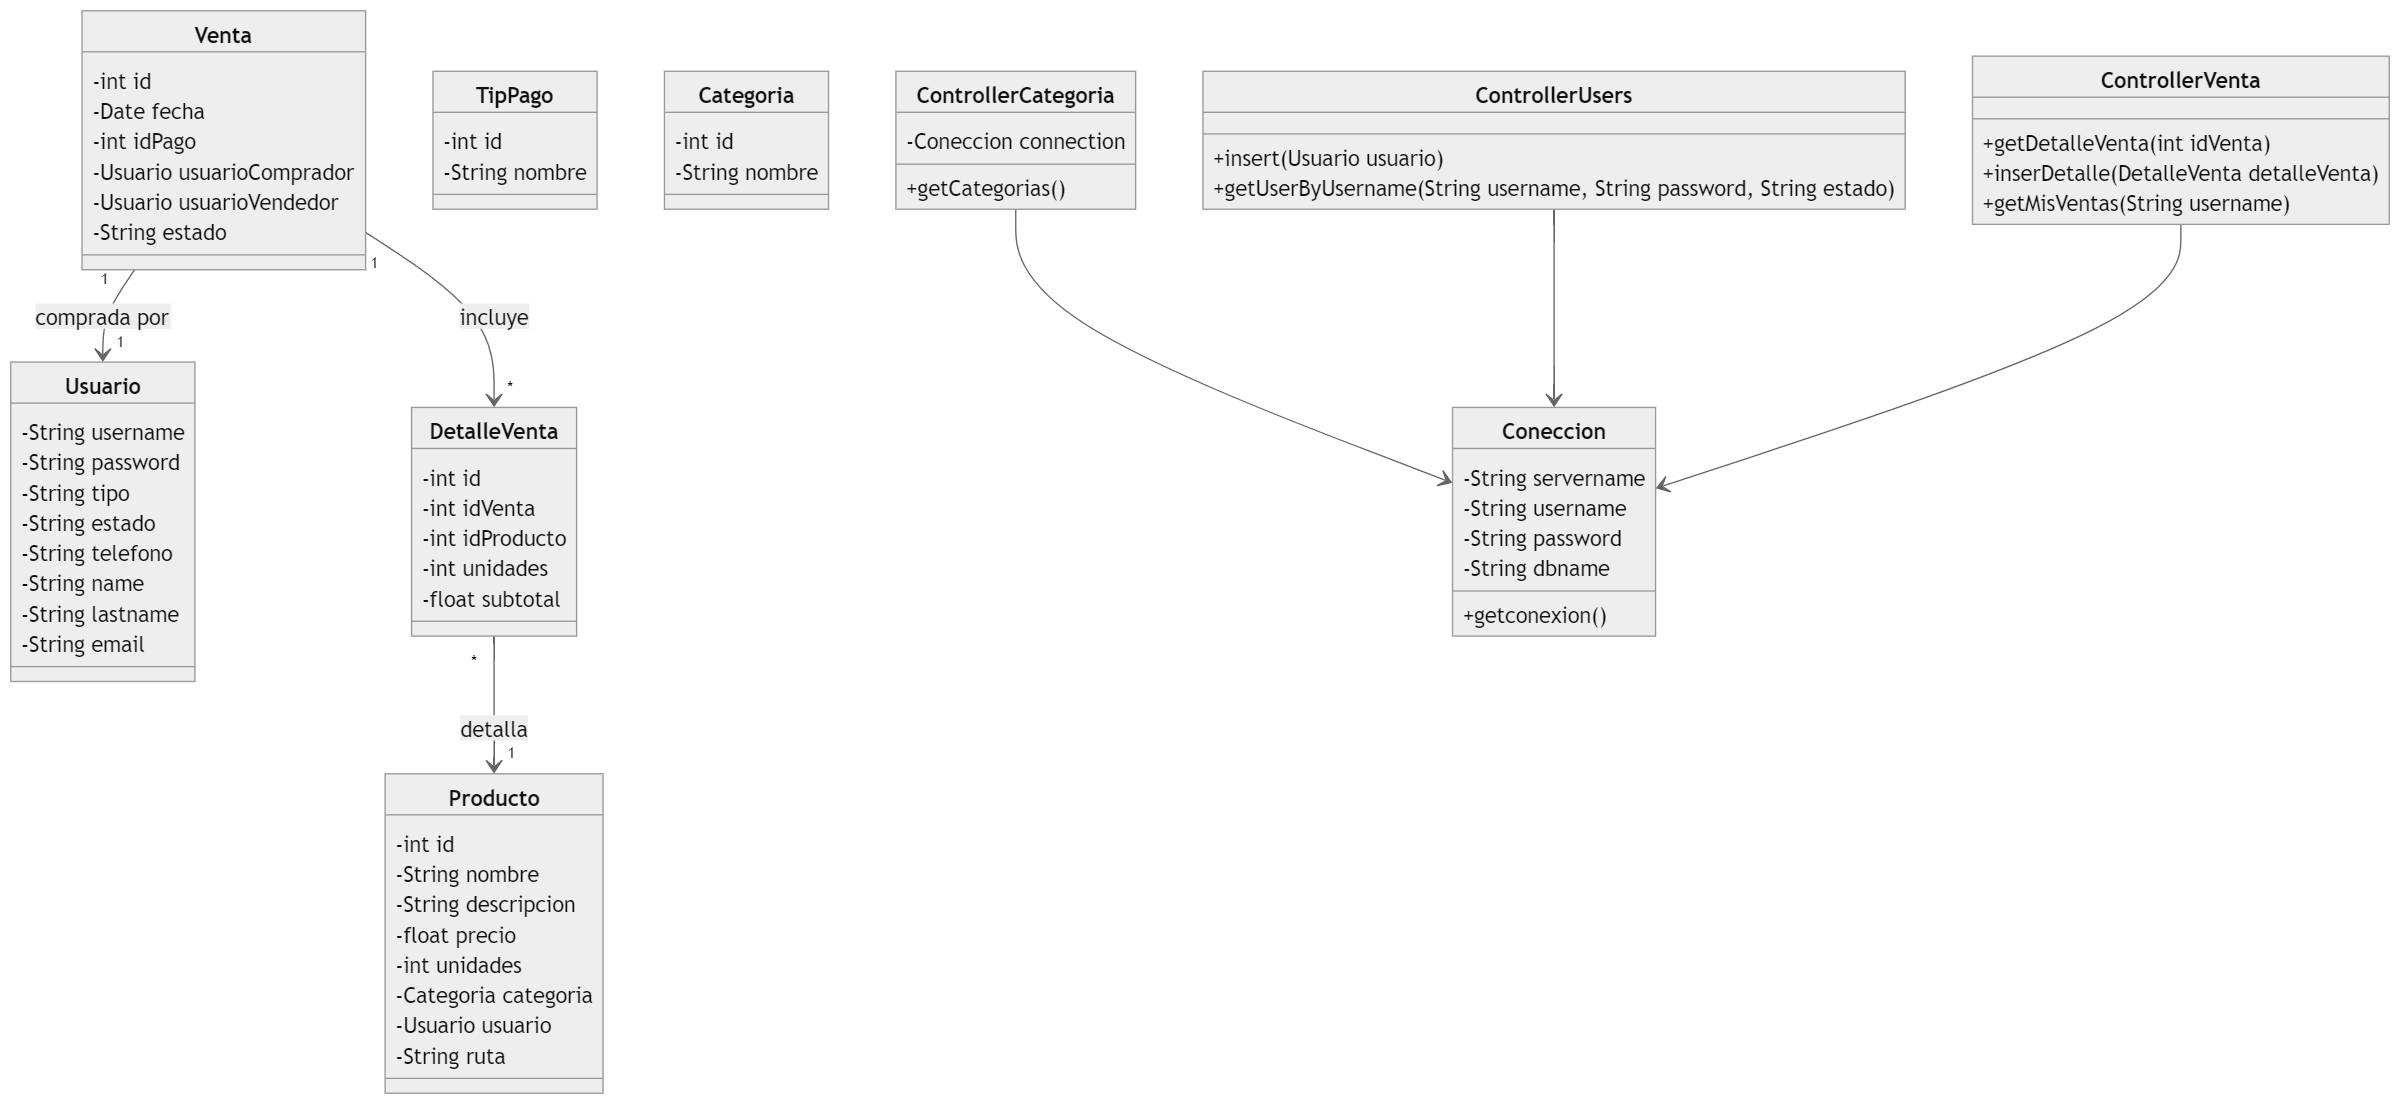 Venta
-int id
-Date fecha
-int idPago
-Usuario usuarioComprador
-Usuario usuarioVendedor
-String estado
TipPago
-int id
-String nombre
Categoria
-int id
-String nombre
ControllerCategoria
-Coneccion connection
+getCategorias()
ControllerUsers
+insert(Usuario usuario)
+getUserByUsername(String username, String password, String estado)
ControllerVenta
+getDetalleVenta(int idVenta)
+inserDetalle(DetalleVenta detalleVenta)
+getMisVentas(String username)
1
comprada por
1
1
incluye
*
Usuario
-String username
-String password
-String tipo
-String estado
-String telefono
-String name
-String lastname
-String email
DetalleVenta
-int id
-int idVenta
-int idProducto
-int unidades
-float subtotal
Coneccion
-String servername
-String username
-String password
-String dbname
+getconexion()
*
detalla
1
Producto
-int id
-String nombre
-String descripcion
-float precio
-int unidades
-Categoria categoria
-Usuario usuario
-String ruta